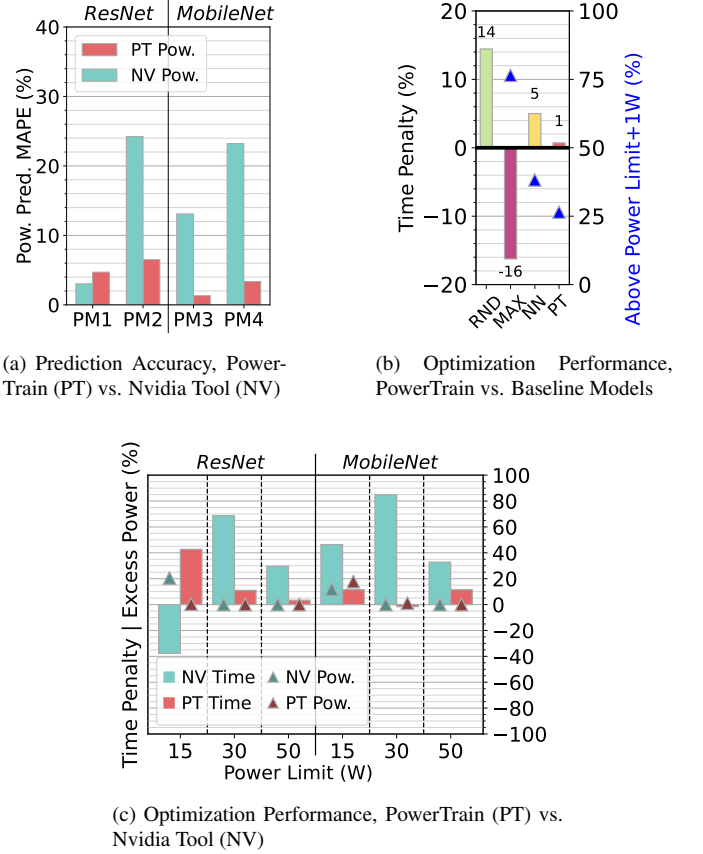 ResNet MobileNet
Pow. Pred. MAPE (%)
40
30
20
10
0
PT Pow.
NV Pow.
PM1 PM2 PM3 PM4
(a) Prediction Accuracy, Power-
Train (PT) vs. Nvidia Tool (NV)
Time Penalty (%)
20
10
0
−10
−20
14
-16
5
1
100
75
50
25
0
Above Power Limit+1W (%)
RND MAX NN PT
(b) Optimization Performance,
PowerTrain vs. Baseline Models
ResNet MobileNet
Time Penalty | Excess Power (%)
100
80
60
40
20
0
−20
−40
−60
−80
−100
NV Time NV Pow.
PT Time PT Pow.
15 30 50 15 30 50
Power Limit (W)
(c) Optimization Performance, PowerTrain (PT) vs.
Nvidia Tool (NV)